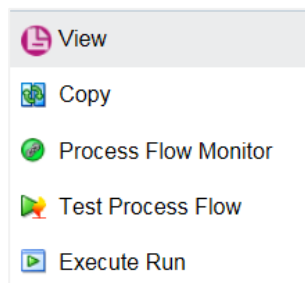 View
Copy
Process Flow Monitor
Test Process Flow
Execute Run